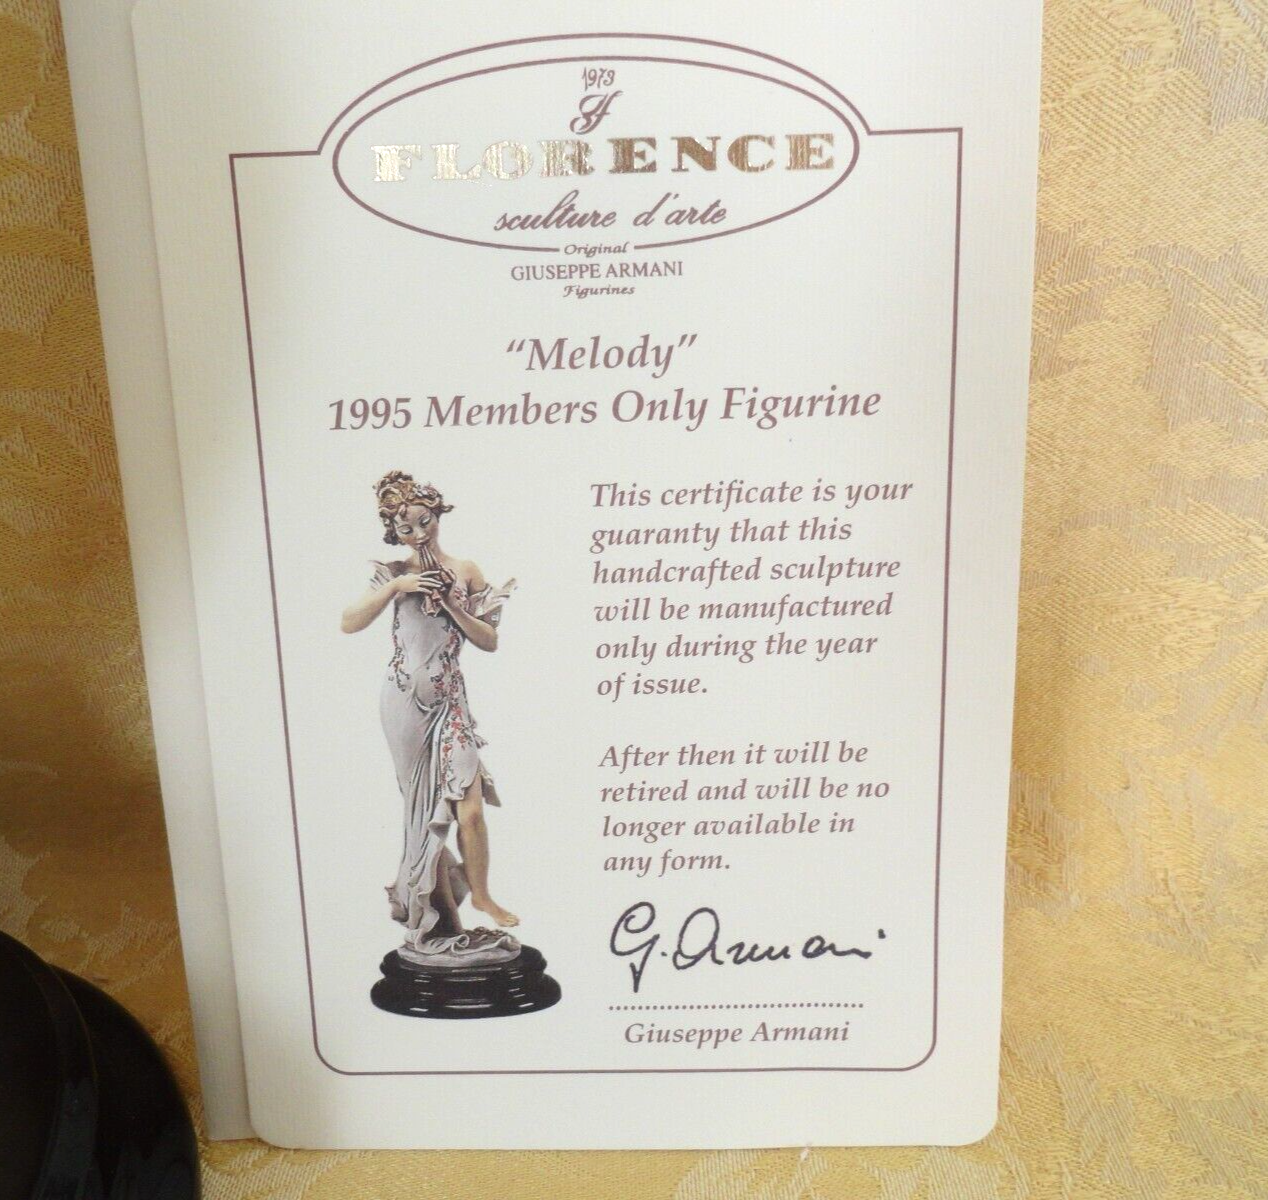 1973
FLORENCE
sculture d'arte
Original
GIUSEPPE ARMANI
Figurines
“Melody”
1995 Members Only Figurine
This certificate is your
guaranty that this
handcrafted sculpture
will be manufactured
only during the year
of issue.
After then it will be
retired and will be no
longer available in
any form.
G. Armani
Giuseppe Armani